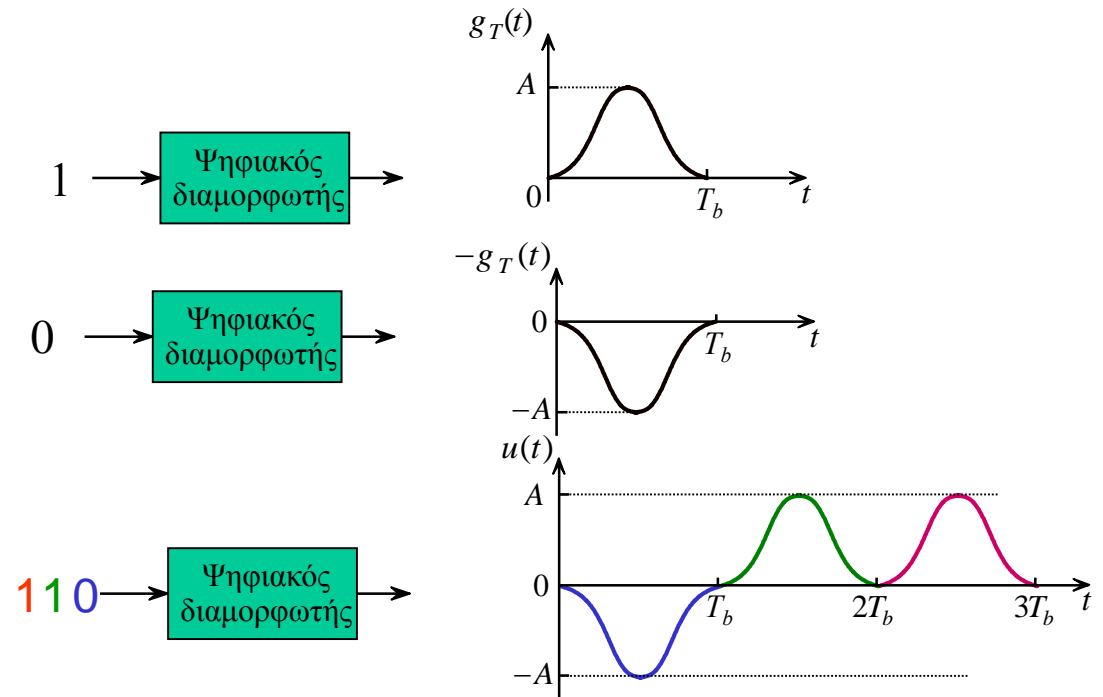 g_T(t)
A
1
Ψηφιακός
διαμορφωτής
0
T_b
t
−g_T(t)
0
Ψηφιακός
διαμορφωτής
0
T_b
t
−A
u(t)
A
110
Ψηφιακός
διαμορφωτής
0
T_b
2T_b
3T_b
t
−A